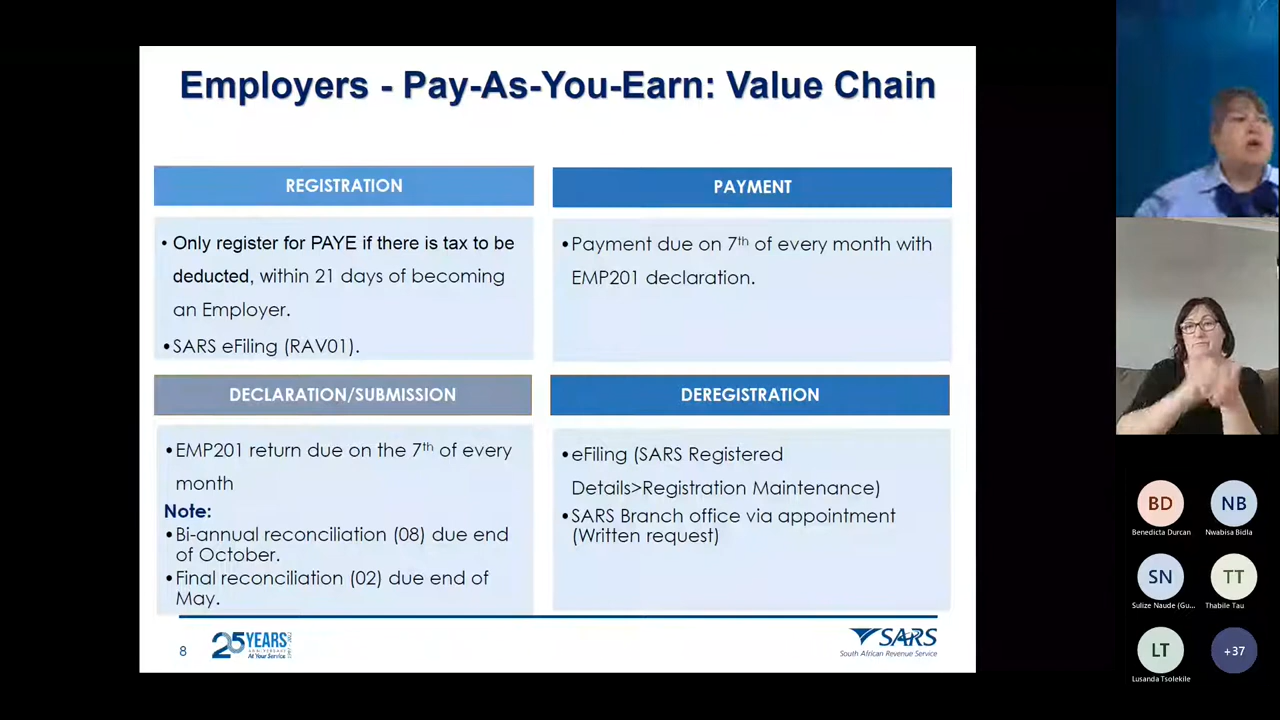 Employers - Pay-As-You-Earn: Value Chain
REGISTRATION
• Only register for PAYE if there is tax to be
deducted, within 21 days of becoming
an Employer.
•SARS eFiling (RAV01).
PAYMENT
•Payment due on 7th of every month with
EMP201 declaration.
DECLARATION/SUBMISSION
•EMP201 return due on the 7th of every
month
Note:
•Bi-annual reconciliation (08) due end
of October.
•Final reconciliation (02) due end of
May.
DEREGISTRATION
•eFiling (SARS Registered
Details>Registration Maintenance)
•SARS Branch office via appointment
(Written request)
8
25 YEARS
ANNIVERSARY
At Your Service
SARS
South African Revenue Service
BD
Benedicta Durcan
NB
Nwabisa Bidla
SN
Sulize Naude (Gu...
TT
Thabile Tau
LT
Lusanda Tsolekile
+37